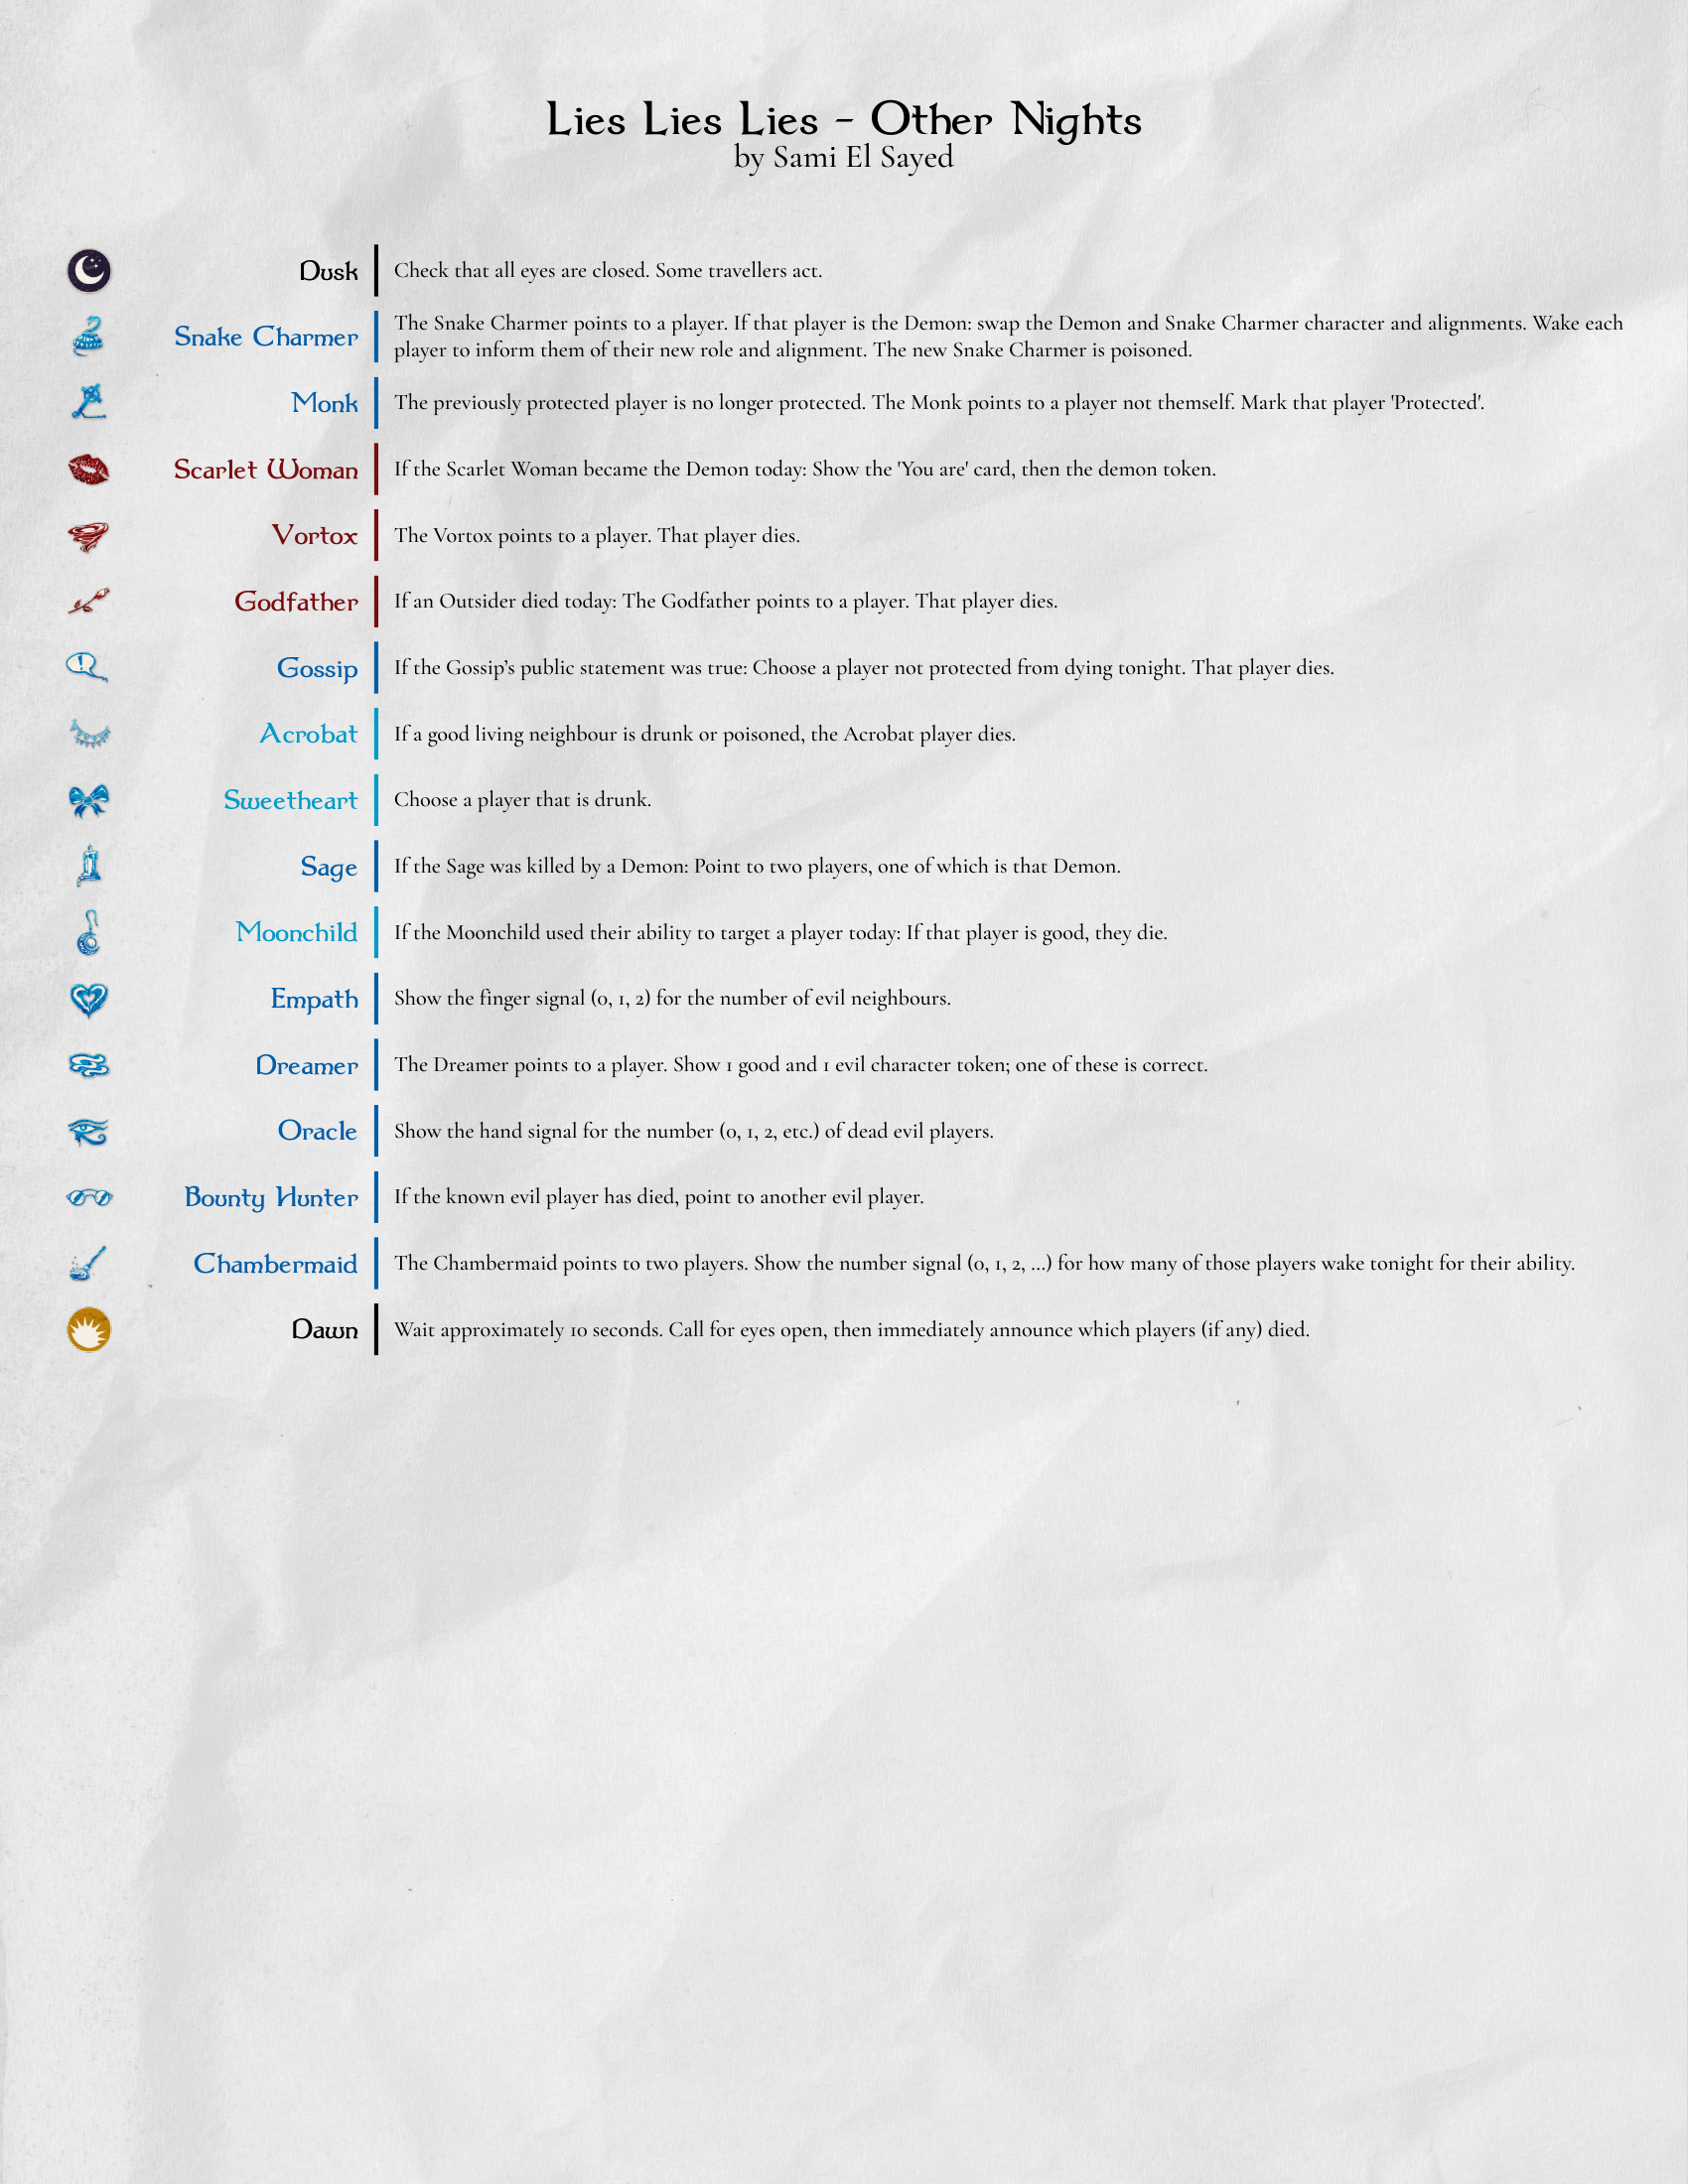 Lies Lies Lies - Other Nights
by Sami El Sayed
Dusk
Check that all eyes are closed. Some travellers act.
Snake Charmer
The Snake Charmer points to a player. If that player is the Demon: swap the Demon and Snake Charmer character and alignments. Wake each
player to inform them of their new role and alignment. The new Snake Charmer is poisoned.
Monk
The previously protected player is no longer protected. The Monk points to a player not themself. Mark that player 'Protected'.
Scarlet Woman
If the Scarlet Woman became the Demon today: Show the 'You are' card, then the demon token.
Vortox
The Vortox points to a player. That player dies.
Godfather
If an Outsider died today: The Godfather points to a player. That player dies.
Gossip
If the Gossip’s public statement was true: Choose a player not protected from dying tonight. That player dies.
Acrobat
If a good living neighbour is drunk or poisoned, the Acrobat player dies.
Sweetheart
Choose a player that is drunk.
Sage
If the Sage was killed by a Demon: Point to two players, one of which is that Demon.
Moonchild
If the Moonchild used their ability to target a player today: If that player is good, they die.
Empath
Show the finger signal (0, 1, 2) for the number of evil neighbours.
Dreamer
The Dreamer points to a player. Show 1 good and 1 evil character token; one of these is correct.
Oracle
Show the hand signal for the number (0, 1, 2, etc.) of dead evil players.
Bounty Hunter
If the known evil player has died, point to another evil player.
Chambermaid
The Chambermaid points to two players. Show the number signal (0, 1, 2, ...) for how many of those players wake tonight for their ability.
Dawn
Wait approximately 10 seconds. Call for eyes open, then immediately announce which players (if any) died.